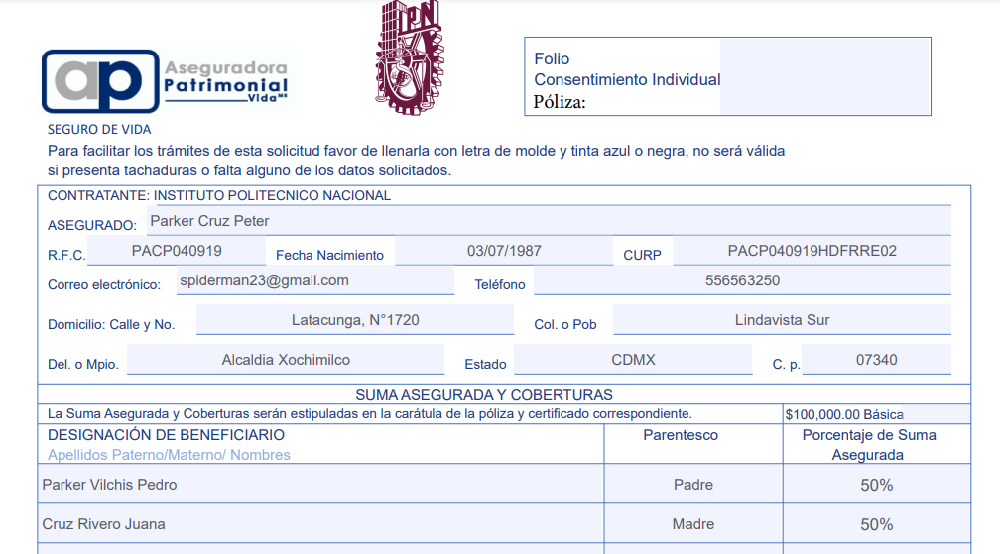 ap Aseguradora
Patrimonial
Vida MR
IPN
Folio
Consentimiento Individual
Póliza:
SEGURO DE VIDA
Para facilitar los trámites de esta solicitud favor de llenarla con letra de molde y tinta azul o negra, no será válida
si presenta tachaduras o falta alguno de los datos solicitados.
CONTRATANTE: INSTITUTO POLITECNICO NACIONAL
ASEGURADO: Parker Cruz Peter
R.F.C. PACP040919 Fecha Nacimiento 03/07/1987 CURP PACP040919HDFRRE02
Correo electrónico: spiderman23@gmail.com Teléfono 556563250
Domicilio: Calle y No. Latacunga, N°1720 Col. o Pob Lindavista Sur
Del. o Mpio. Alcaldia Xochimilco Estado CDMX C. p. 07340
SUMA ASEGURADA Y COBERTURAS
La Suma Asegurada y Coberturas serán estipuladas en la carátula de la póliza y certificado correspondiente. $100,000.00 Básica
DESIGNACIÓN DE BENEFICIARIO Parentesco Porcentaje de Suma
Apellidos Paterno/Materno/ Nombres Asegurada
Parker Vilchis Pedro Padre 50%
Cruz Rivero Juana Madre 50%